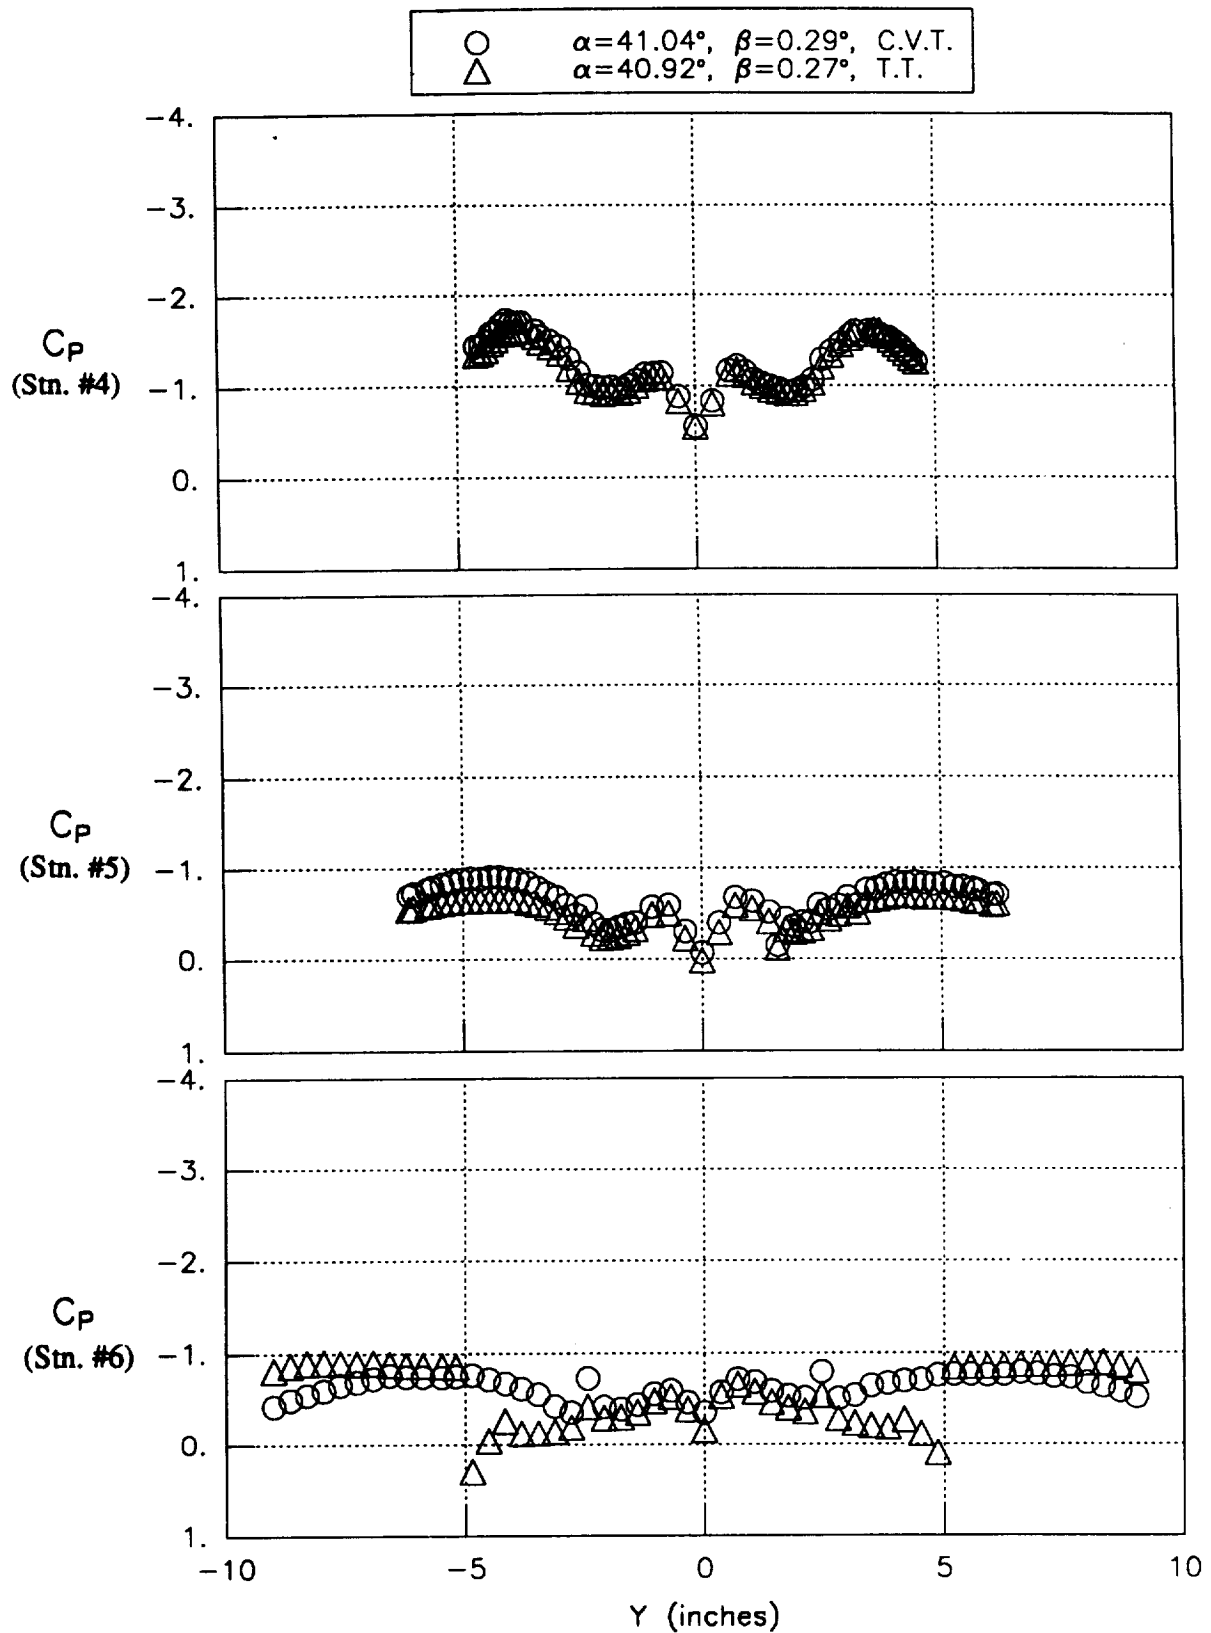 α=41.04°, β=0.29°, C.V.T.
α=40.92°, β=0.27°, T.T.
-4.
-3.
-2.
-1.
0.
1.
CP
(Stn. #4)
-4.
-3.
-2.
-1.
0.
1.
CP
(Stn. #5)
-4.
-3.
-2.
-1.
0.
1.
CP
(Stn. #6)
-10 -5 0 5 10
Y (inches)